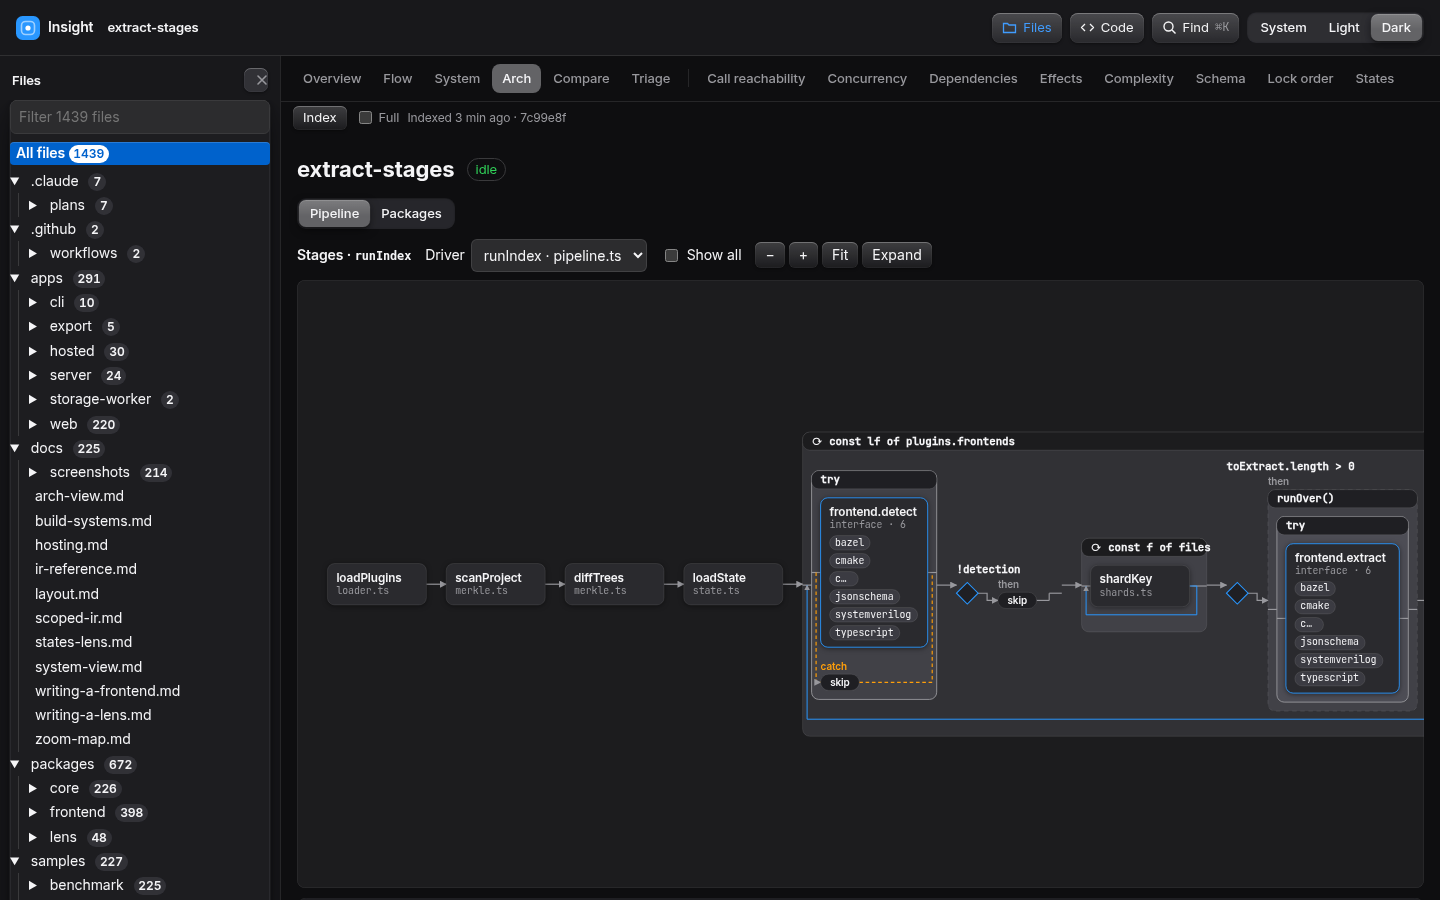 Insight extract-stages
Files Code Find ⌘K System Light Dark
Files
Filter 1439 files
All files 1439
.claude 7
plans 7
.github 2
workflows 2
apps 291
cli 10
export 5
hosted 30
server 24
storage-worker 2
web 220
docs 225
screenshots 214
arch-view.md
build-systems.md
hosting.md
ir-reference.md
layout.md
scoped-ir.md
states-lens.md
system-view.md
writing-a-frontend.md
writing-a-lens.md
zoom-map.md
packages 672
core 226
frontend 398
lens 48
samples 227
benchmark 225
Overview Flow System Arch Compare Triage Call reachability Concurrency Dependencies Effects Complexity Schema Lock order States
Index Full Indexed 3 min ago · 7c99e8f
extract-stages idle
Pipeline Packages
Stages · runIndex Driver runIndex · pipeline.ts Show all − + Fit Expand
loadPlugins
loader.ts
scanProject
merkle.ts
diffTrees
merkle.ts
loadState
state.ts
⟳ const lf of plugins.frontends
try
frontend.detect
interface · 6
bazel
cmake
c…
jsonschema
systemverilog
typescript
catch
skip
!detection
then
skip
⟳ const f of files
shardKey
shards.ts
toExtract.length > 0
then
runOver()
try
frontend.extract
interface · 6
bazel
cmake
c…
jsonschema
systemverilog
typescript